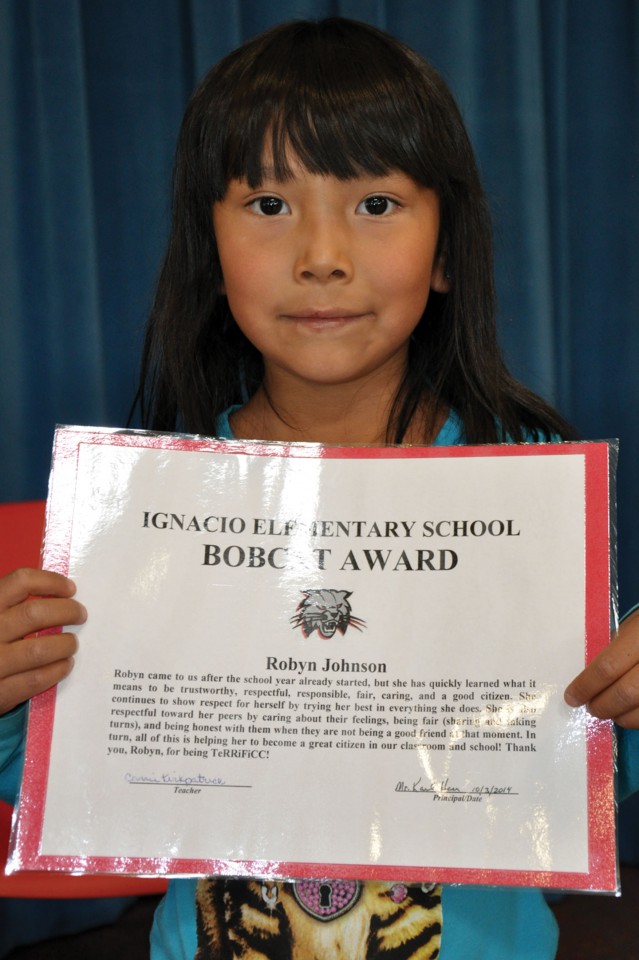 IGNACIO ELEMENTARY SCHOOL
BOBCAT AWARD
Robyn Johnson
Robyn came to us after the school year already started, but she has quickly learned what it
means to be trustworthy, respectful, responsible, fair, caring, and a good citizen. She
continues to show respect for herself by trying her best in everything she does. She is also
respectful toward her peers by caring about their feelings, being fair (sharing and taking
turns), and being honest with them when they are not being a good friend at that moment. In
turn, all of this is helping her to become a great citizen in our classroom and school! Thank
you, Robyn, for being TeRRiFiCC!
Carrie Kirkpatrick
Teacher
Mr. 10/3/2014
Principal/Date